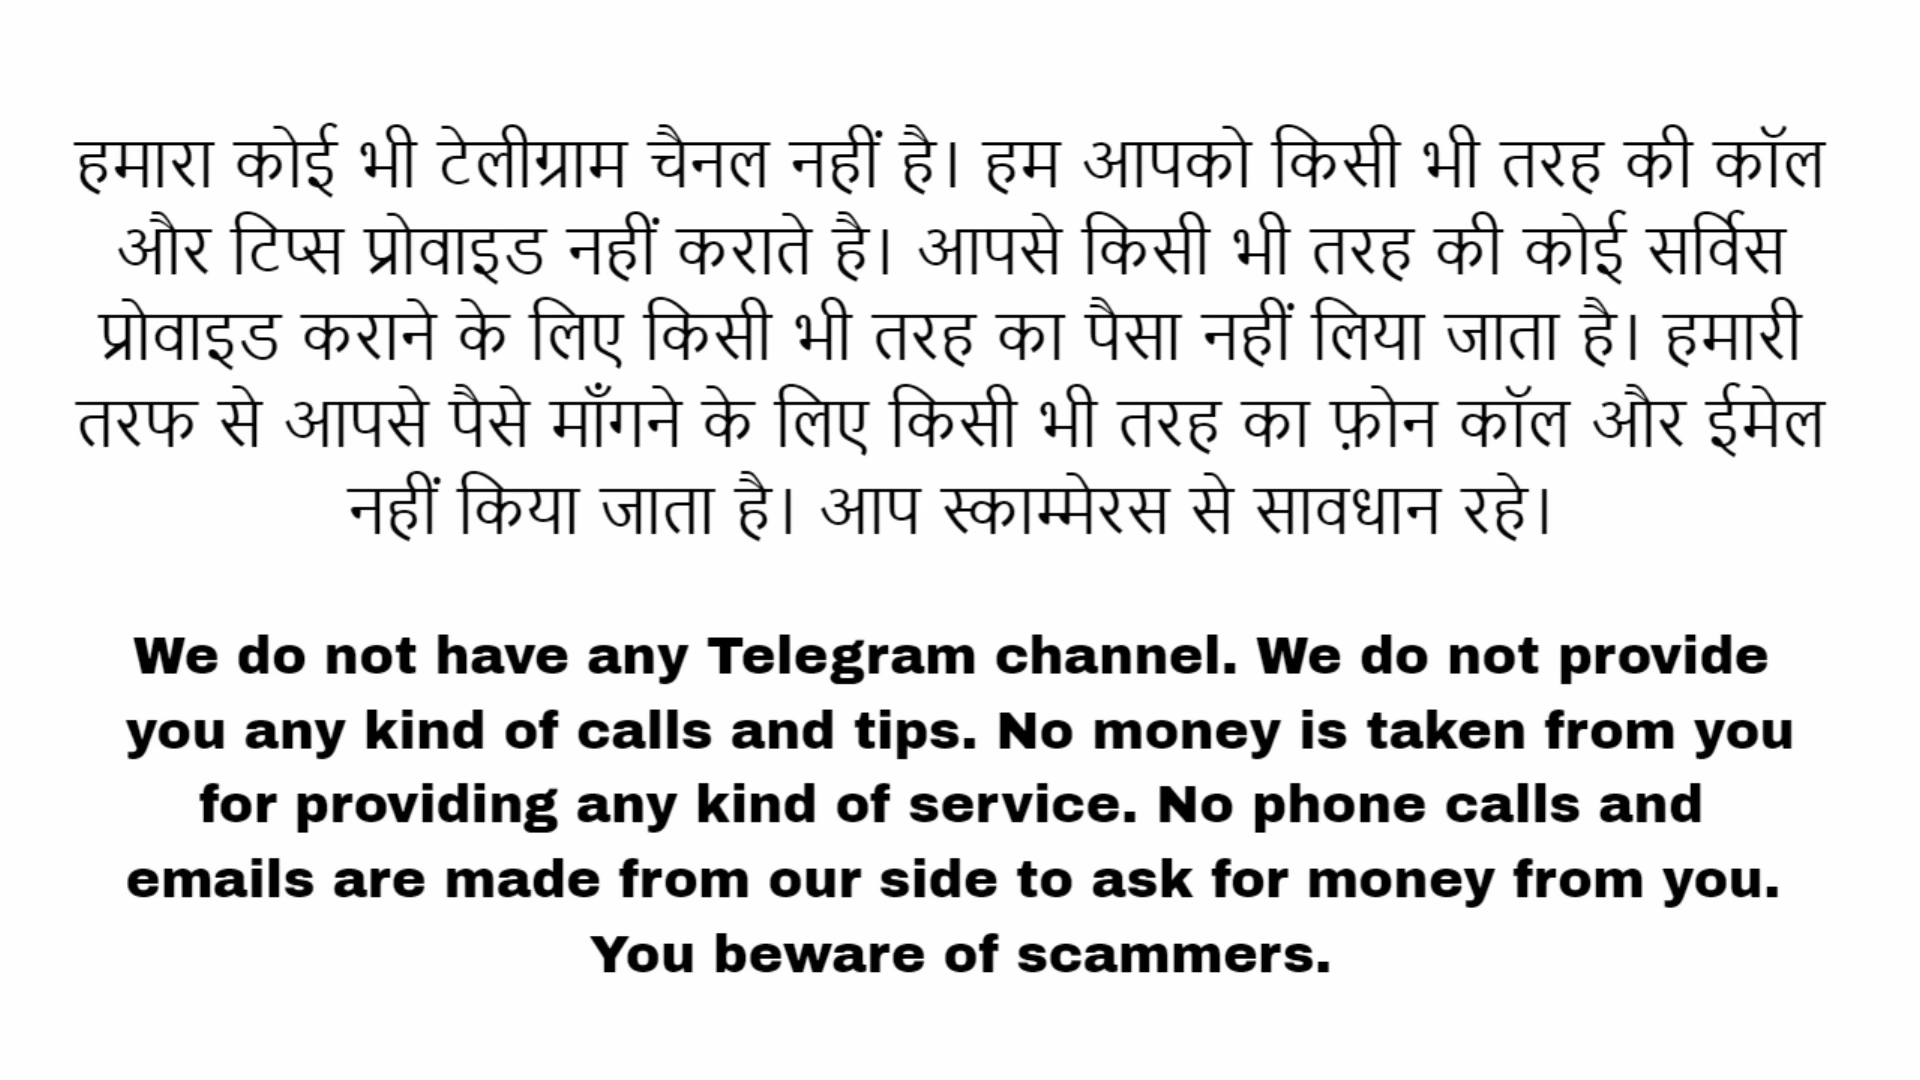 हमारा कोई भी टेलीग्राम चैनल नहीं है। हम आपको किसी भी तरह की कॉल
और टिप्स प्रोवाइड नहीं कराते है। आपसे किसी भी तरह की कोई सर्विस
प्रोवाइड कराने के लिए किसी भी तरह का पैसा नहीं लिया जाता है। हमारी
तरफ से आपसे पैसे माँगने के लिए किसी भी तरह का फ़ोन कॉल और ईमेल
नहीं किया जाता है। आप स्काम्मेरस से सावधान रहे।
We do not have any Telegram channel. We do not provide
you any kind of calls and tips. No money is taken from you
for providing any kind of service. No phone calls and
emails are made from our side to ask for money from you.
You beware of scammers.